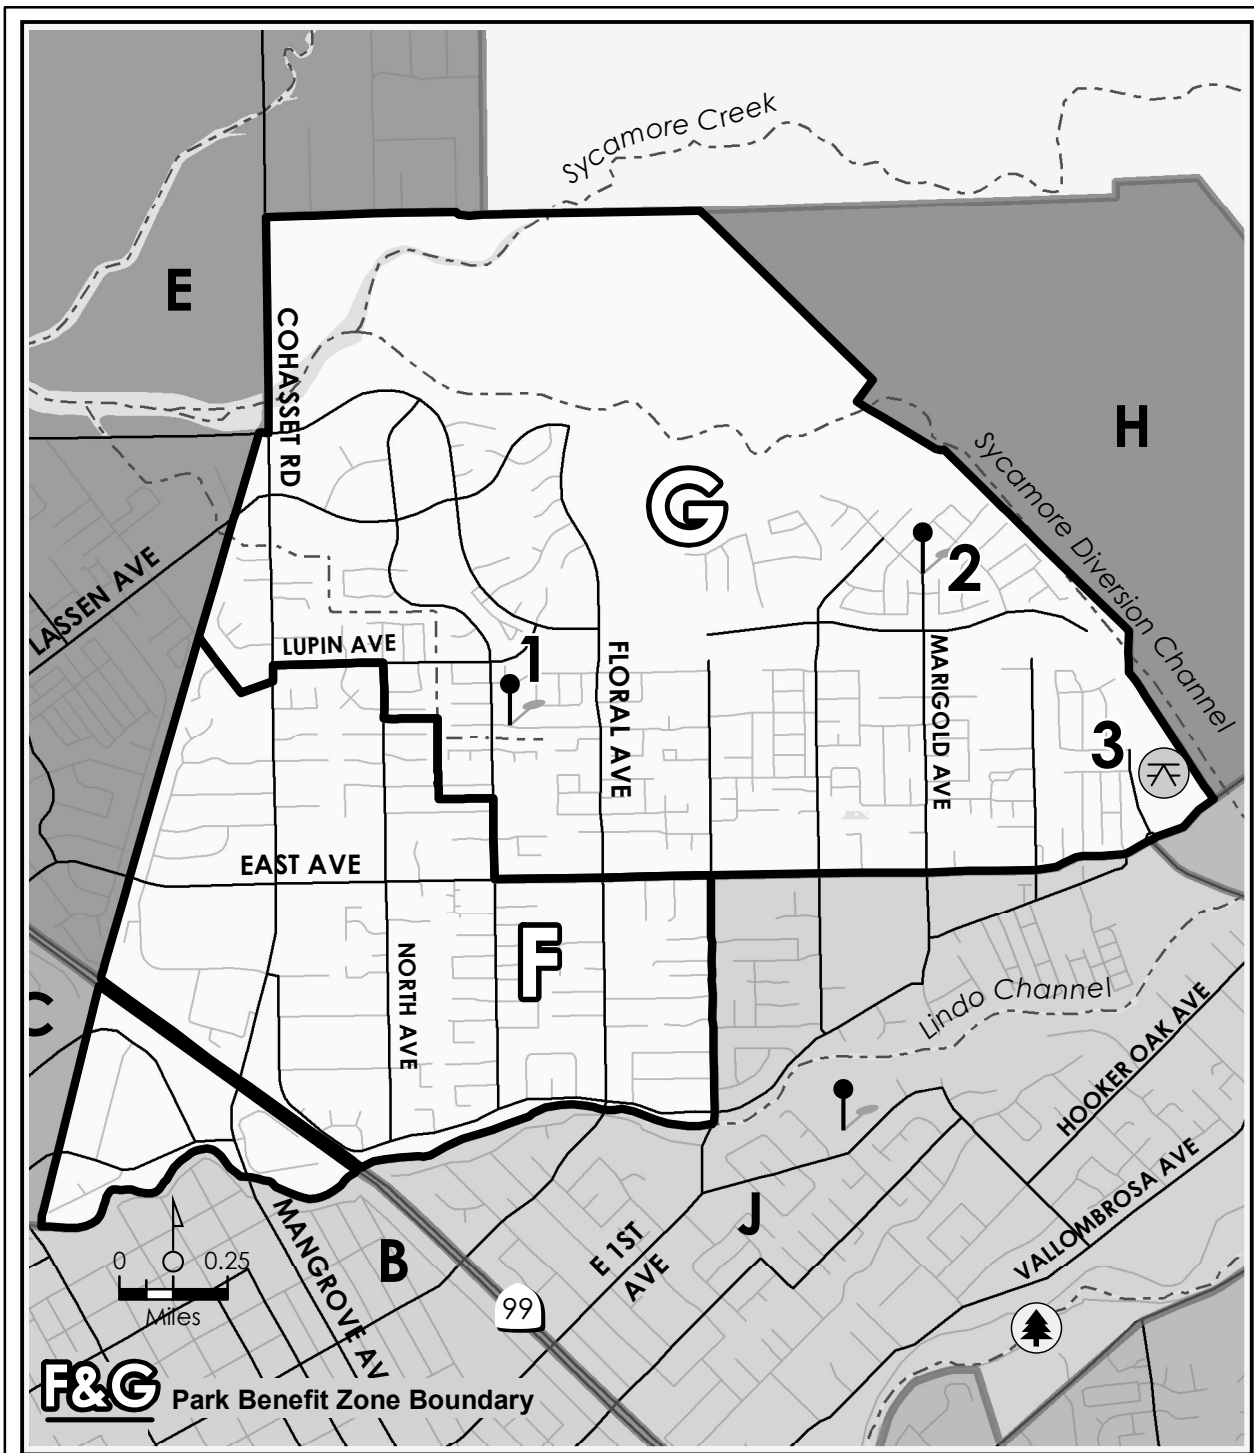 Sycamore Creek
E
COHASSET RD
H
G
Sycamore Diversion Channel
2
LASSEN AVE
LUPIN AVE
1
FLORAL AVE
MARIGOLD AVE
3
EAST AVE
F
NORTH AVE
C
Lindo Channel
HOOKER OAK AVE
VALLOMBROSA AVE
J
E 1ST
AVE
MANGROVE AV
B
0 0.25
Miles
99
F&G Park Benefit Zone Boundary